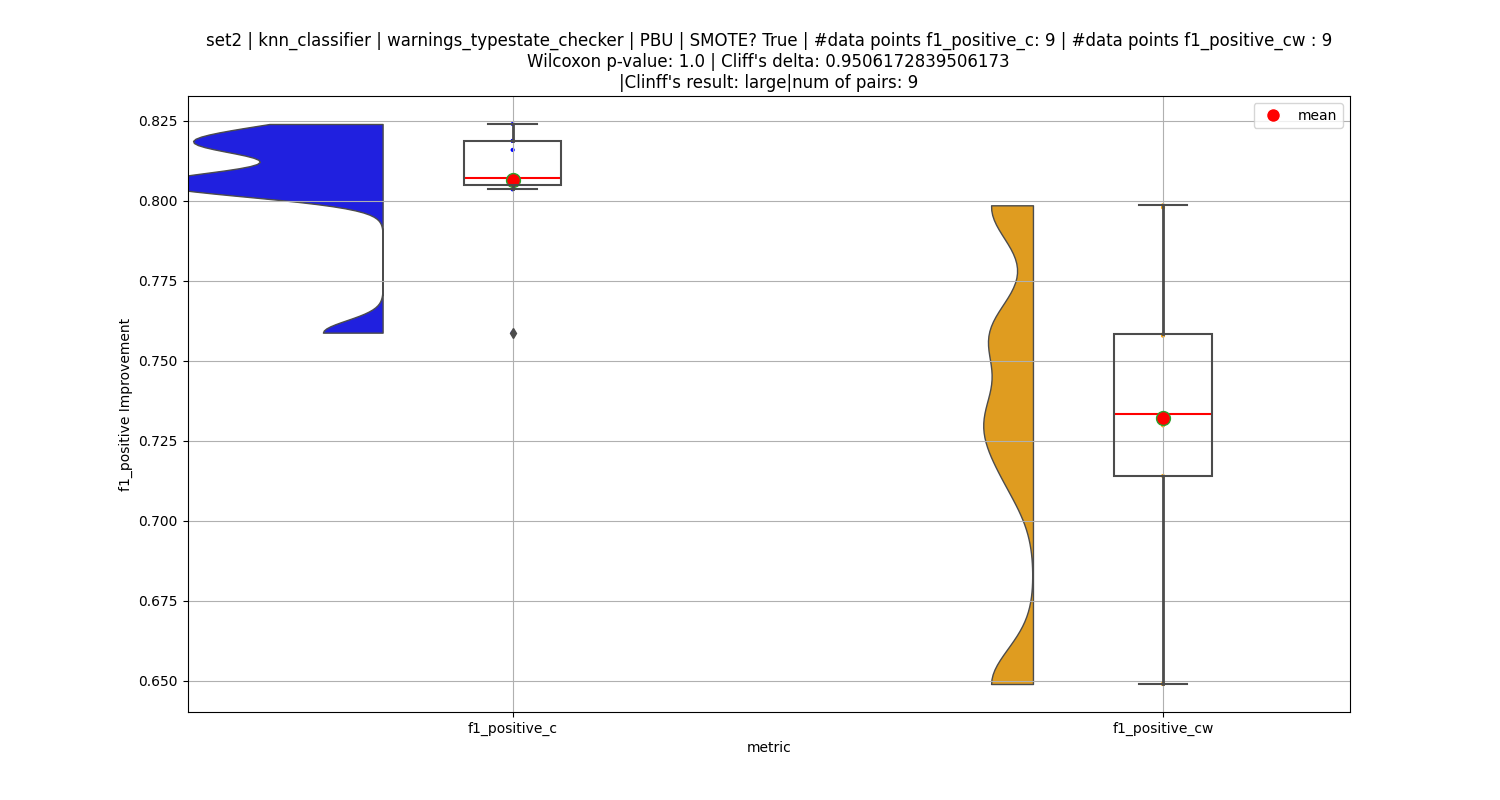 set2 | knn_classifier | warnings_typestate_checker | PBU | SMOTE? True | #data points f1_positive_c: 9 | #data points f1_positive_cw : 9
Wilcoxon p-value: 1.0 | Cliff's delta: 0.9506172839506173
|Clinff's result: large|num of pairs: 9
mean
0.825
0.800
0.775
0.750
0.725
0.700
0.675
0.650
f1_positive Improvement
f1_positive_c
f1_positive_cw
metric